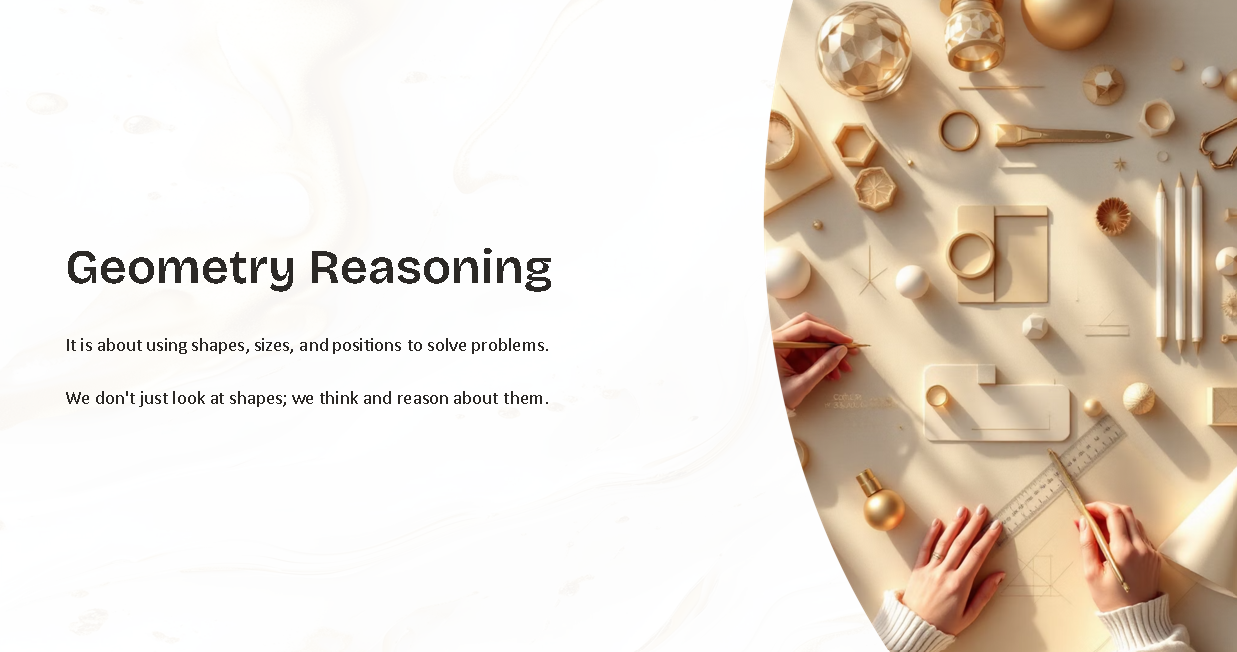 Geometry Reasoning
It is about using shapes, sizes, and positions to solve problems.
We don't just look at shapes; we think and reason about them.